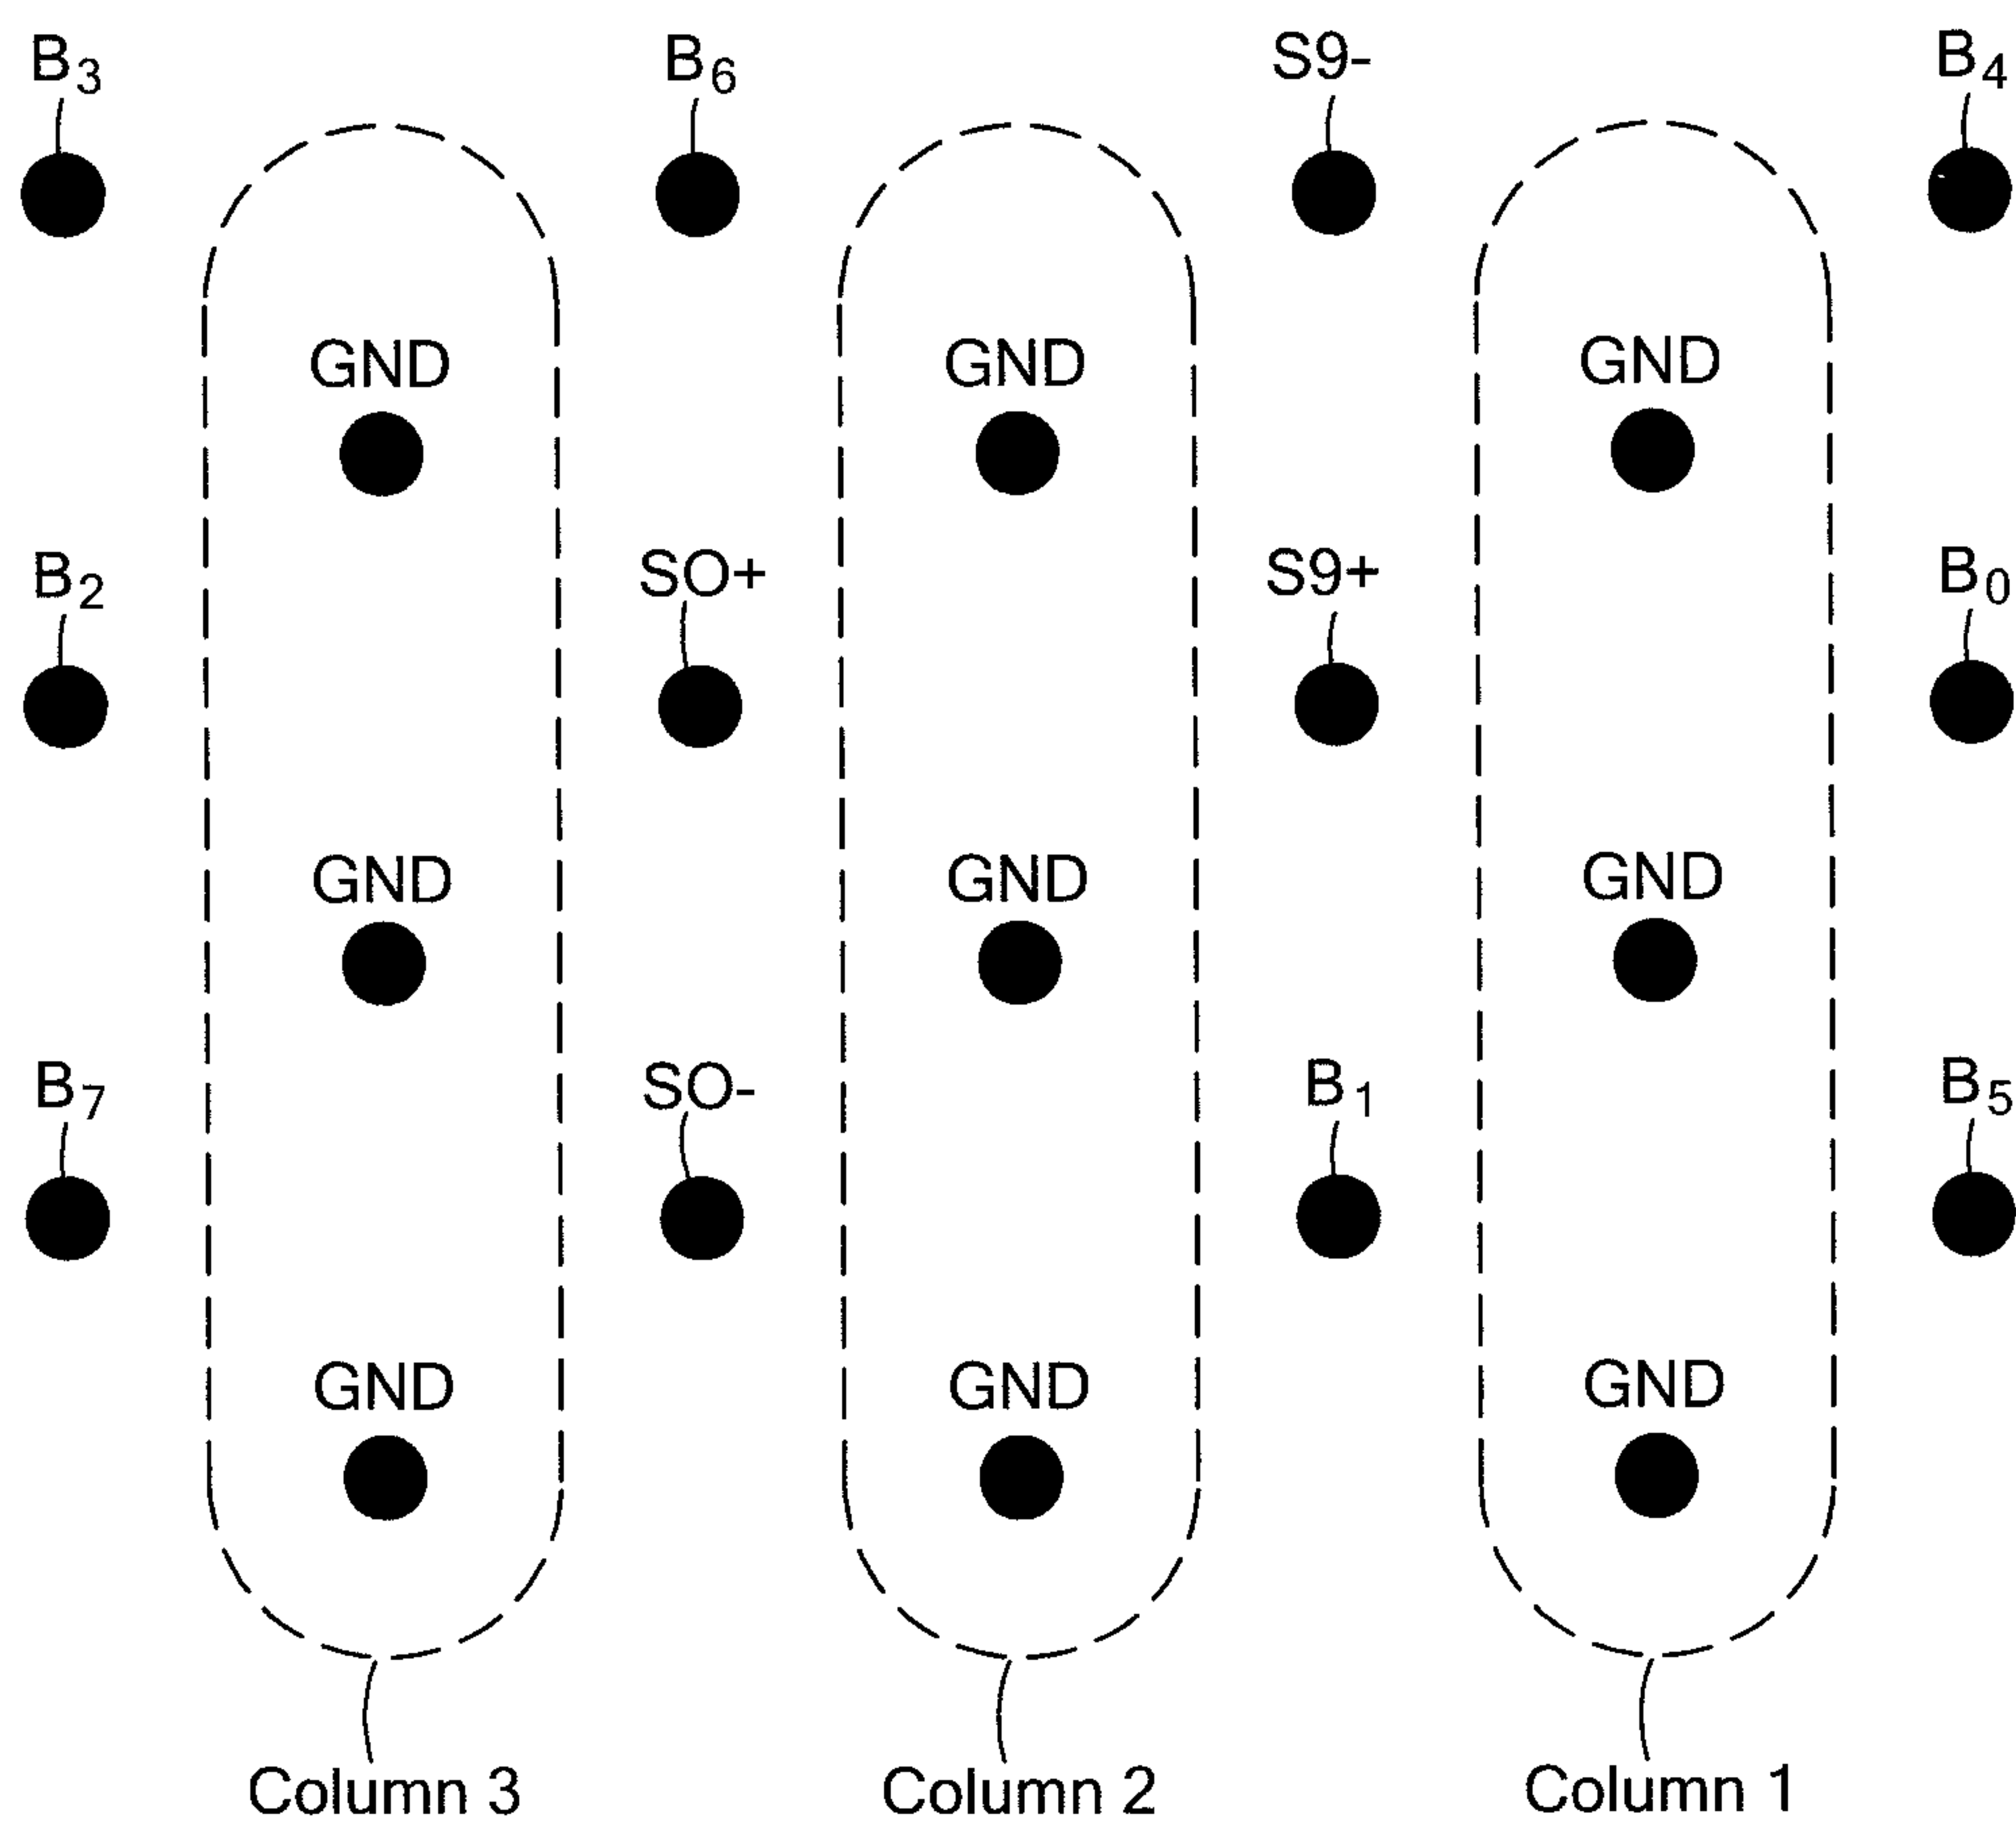 B3 B6 S9- B4
GND GND GND
B2 SO+ S9+ B0
GND GND GND
B7 SO- B1 B5
GND GND GND
Column 3 Column 2 Column 1